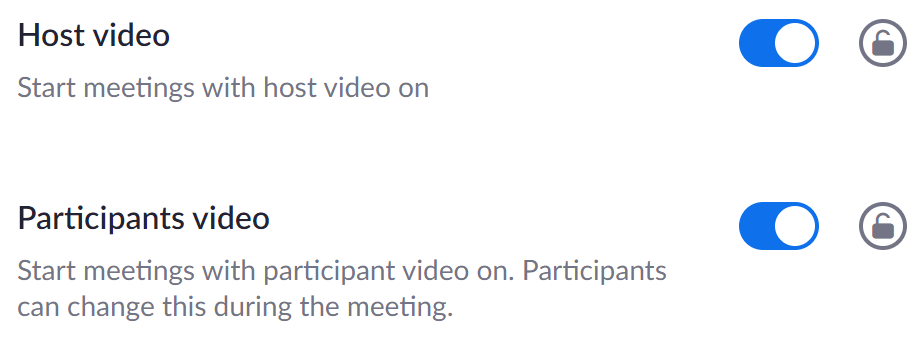 Host video
Start meetings with host video on
Participants video
Start meetings with participant video on. Participants
can change this during the meeting.